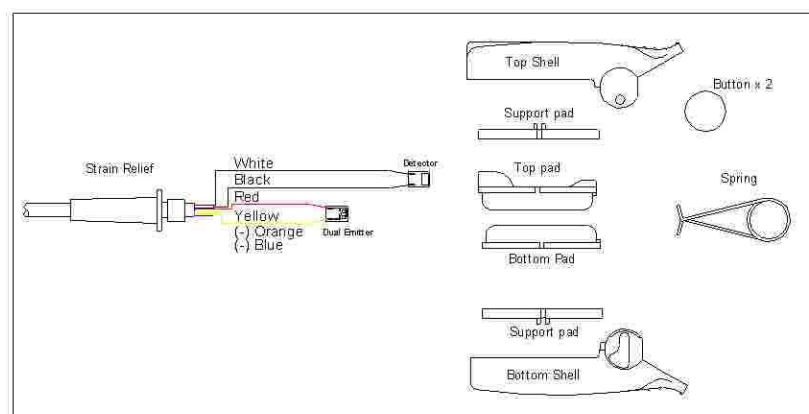 Strain Relief
White
Black
Red
Yellow
(-) Orange
(-) Blue
Detector
Dual Emitter
Top Shell
Button x 2
Support pad
Top pad
Spring
Bottom Pad
Support pad
Bottom Shell